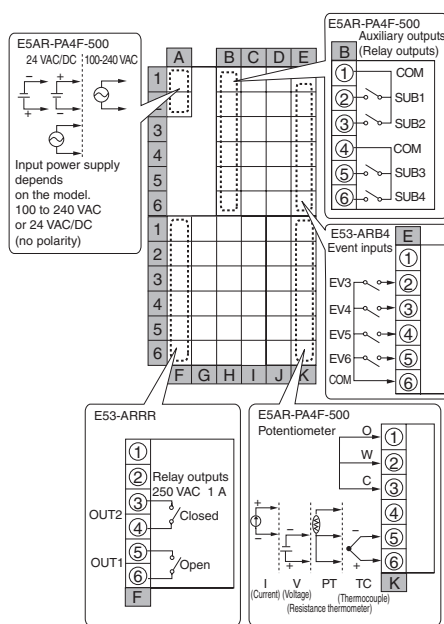 E5AR-PA4F-500
24 VAC/DC 100-240 VAC
Input power supply
depends
on the model.
100 to 240 VAC
or 24 VAC/DC
(no polarity)
A B C D E
1
2
3
4
5
6
1
2
3
4
5
6
F G H I J K
E5AR-PA4F-500
Auxiliary outputs
(Relay outputs)
B
1 COM
2 SUB1
3 SUB2
4 COM
5 SUB3
6 SUB4
E53-ARB4
Event inputs
E
1
EV3 2
EV4 3
EV5 4
EV6 5
COM 6
E53-ARRR
1
2
Relay outputs
250 VAC 1 A
3
OUT2 Closed
4
5
OUT1 Open
6
F
E5AR-PA4F-500
Potentiometer
O 1
W 2
C 3
4
5
6
+ − + − + − − +
I V PT TC
(Current) (Voltage) (Thermocouple)
(Resistance thermometer)
K